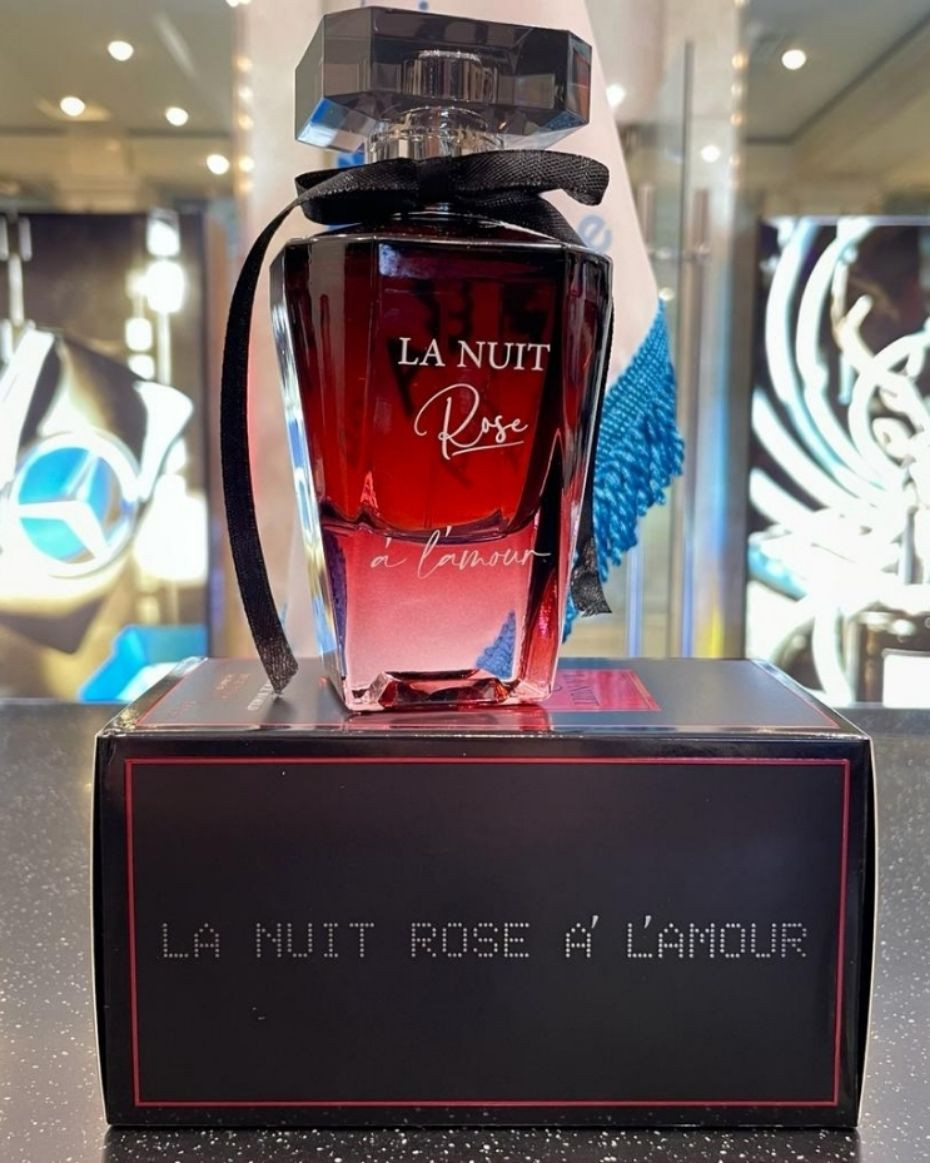 LA NUIT
Rose
á l'amour
LA NUIT ROSE Á L'AMOUR